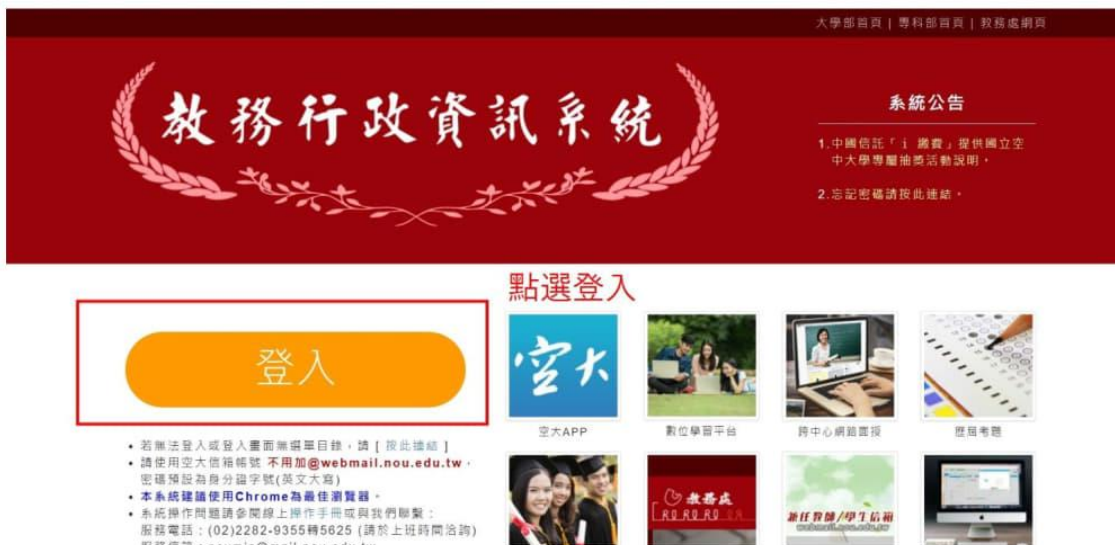 大學部首頁 | 專科部首頁 | 教務處網頁
教務行政資訊系統
系統公告
1.中國信託「i 繳費」提供國立空
中大學專屬抽獎活動說明。
2.忘記密碼請按此連結。
點選登入
登入
空大
空大APP
數位學習平台
跨中心網路面授
歷屆考題
• 若無法登入或登入畫面無選單目錄，請 [ 按此連結 ]
• 請使用空大信箱帳號 不用加@webmail.nou.edu.tw，
密碼預設為身分證字號(英文大寫)
• 本系統建議使用Chrome為最佳瀏覽器。
• 系統操作問題請參閱線上操作手冊或與我們聯繫：
服務電話：(02)2282-9355轉5625 (請於上班時間洽詢)
教務處
新任教師/學生信箱
webmail.nou.edu.tw